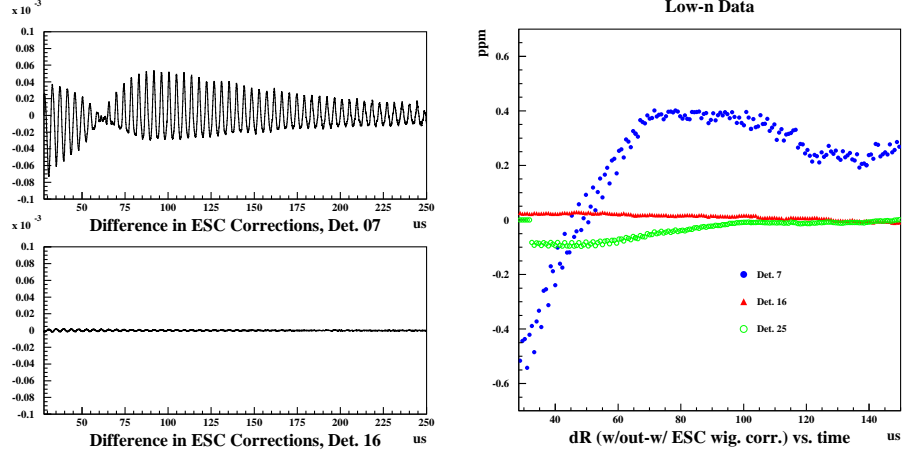 x 10 -3
0.1
0.08
0.06
0.04
0.02
0
-0.02
-0.04
-0.06
-0.08
-0.1
25 50 75 100 125 150 175 200 225 250
Difference in ESC Corrections, Det. 07 us
x 10 -3
0.1
0.08
0.06
0.04
0.02
0
-0.02
-0.04
-0.06
-0.08
-0.1
25 50 75 100 125 150 175 200 225 250
Difference in ESC Corrections, Det. 16 us
Low-n Data
ppm
0.6
0.4
0.2
0
-0.2
-0.4
-0.6
Det. 7
Det. 16
Det. 25
40 60 80 100 120 140
dR (w/out-w/ ESC wig. corr.) vs. time us